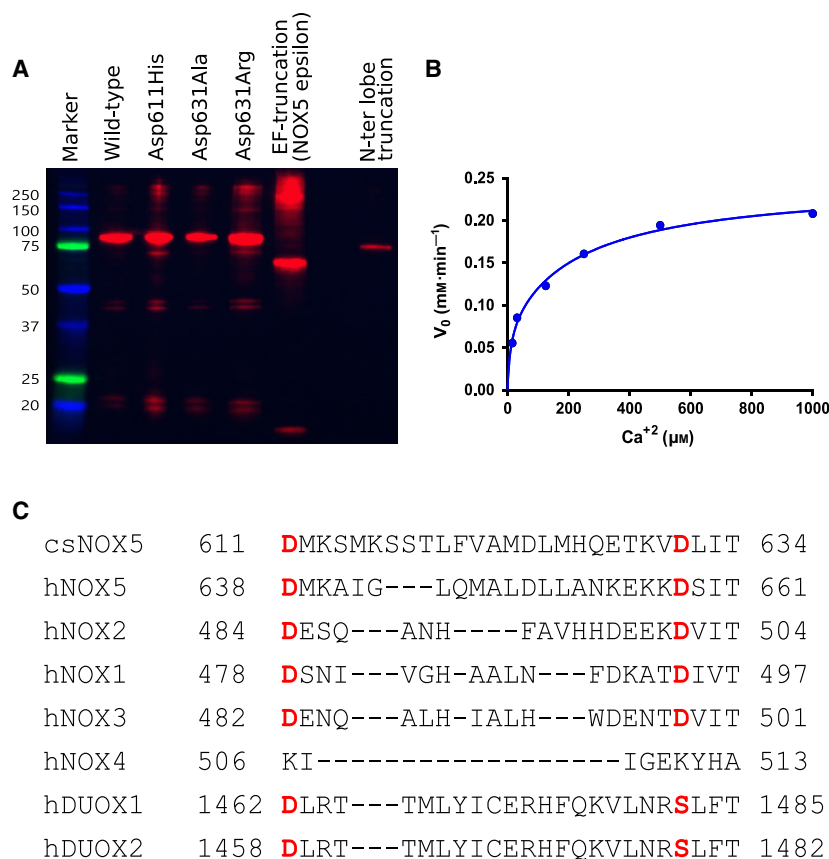 A
Marker
Wild-type
Asp611His
Asp631Ala
Asp631Arg
EF-truncation
(NOX5 epsilon)
N-ter lobe
truncation
250
150
100
75
50
37
25
20
B
V0 (mM·min−1)
0.25
0.20
0.15
0.10
0.05
0.00
0 200 400 600 800 1000
Ca+2 (µM)
C
csNOX5 611 DMKSMKSSTLFVAMDLMHQETKVDLIT 634
hNOX5 638 DMKAIG---LQMALDLLANKEKKDSIT 661
hNOX2 484 DESQ---ANH----FAVHHDEEKDVIT 504
hNOX1 478 DSNI---VGH-AALN---FDKATDIVT 497
hNOX3 482 DENQ---ALH-IALH---WDENTDVIT 501
hNOX4 506 KI------------------IGEKYHA 513
hDUOX1 1462 DLRT---TMLYICERHFQKVLNRSLFT 1485
hDUOX2 1458 DLRT---TMLYICERHFQKVLNRSLFT 1482